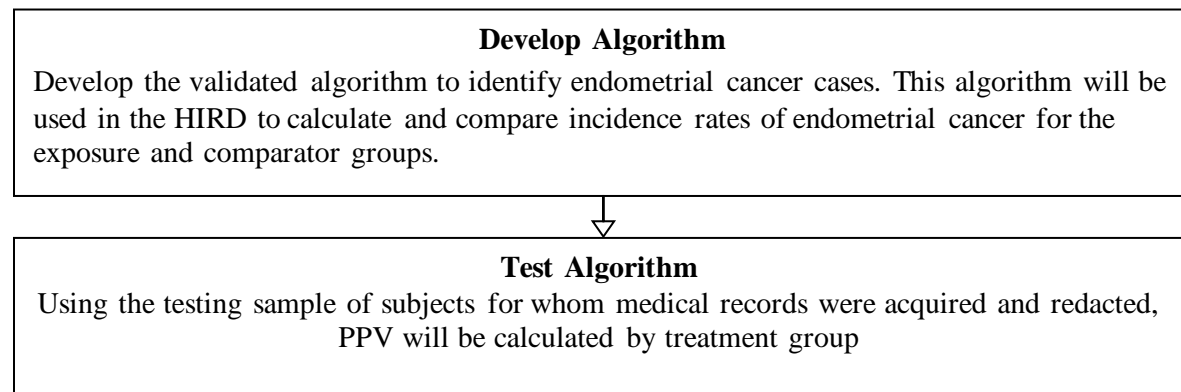 Develop Algorithm
Develop the validated algorithm to identify endometrial cancer cases. This algorithm will be
used in the HIRD to calculate and compare incidence rates of endometrial cancer for the
exposure and comparator groups.
Test Algorithm
Using the testing sample of subjects for whom medical records were acquired and redacted,
PPV will be calculated by treatment group